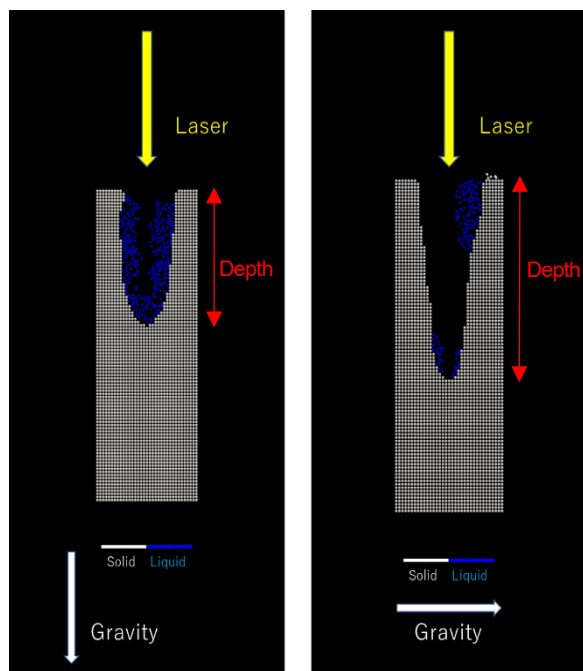 Laser
Depth
Solid Liquid
Gravity
Laser
Depth
Solid Liquid
Gravity